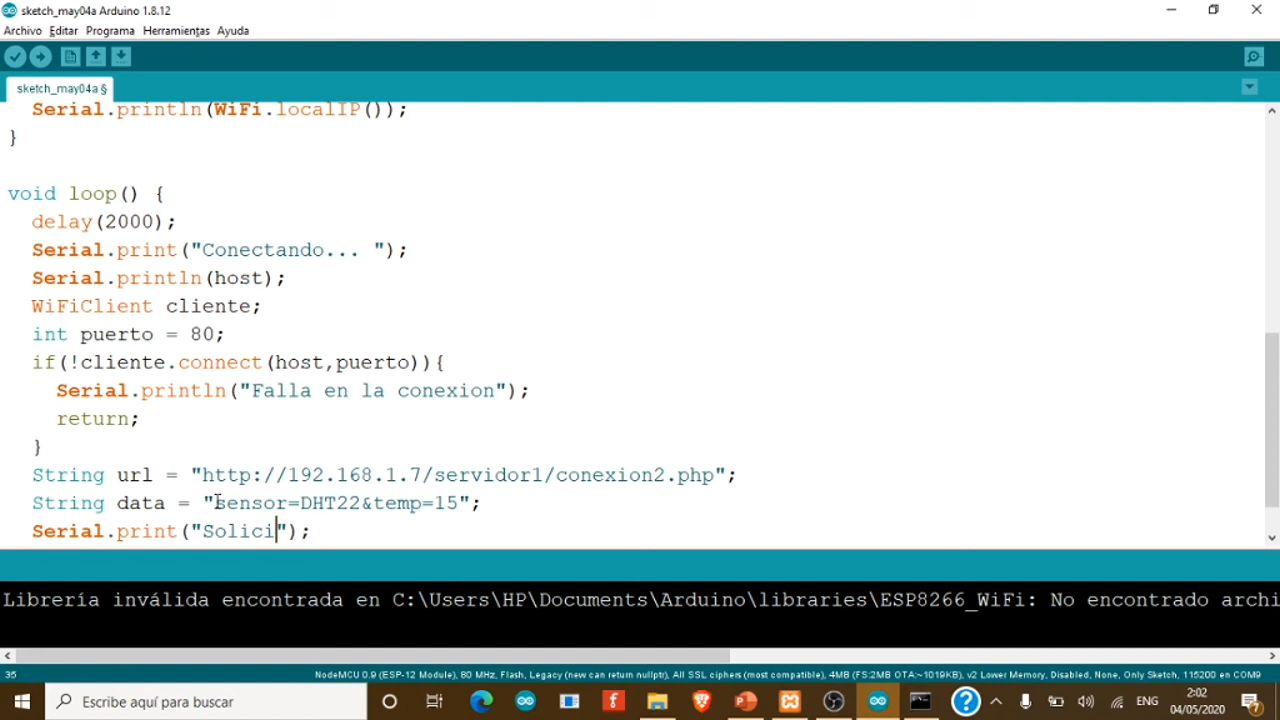 sketch_may04a Arduino 1.8.12
Archivo Editar Programa Herramientas Ayuda
sketch_may04a §
Serial.println(WiFi.localIP());
}
void loop() {
delay(2000);
Serial.print("Conectando... ");
Serial.println(host);
WiFiClient cliente;
int puerto = 80;
if(!cliente.connect(host,puerto)){
Serial.println("Falla en la conexion");
return;
}
String url = "http://192.168.1.7/servidor1/conexion2.php";
String data = "sensor=DHT22&temp=15";
Serial.print("Solici");
Librería inválida encontrada en C:\Users\HP\Documents\Arduino\libraries\ESP8266_WiFi: No encontrado archi
35
NodeMCU 0.9 (ESP-12 Module), 80 MHz, Flash, Legacy (new can return nullptr), All SSL ciphers (most compatible), 4MB (FS:2MB OTA:~1019KB), v2 Lower Memory, Disabled, None, Only Sketch, 115200 en COM9
Escribe aquí para buscar
ENG
2:02
04/05/2020
7